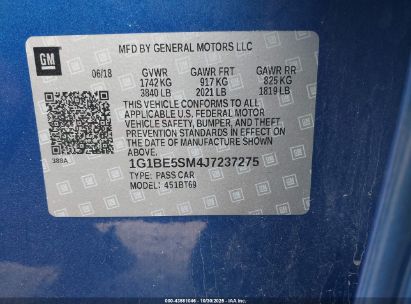 GM
MFD BY GENERAL MOTORS LLC
06/18 GVWR GAWR FRT GAWR RR
1742 KG 917 KG 825 KG
3840 LB 2021 LB 1819 LB
THIS VEHICLE CONFORMS TO ALL
APPLICABLE U.S. FEDERAL MOTOR
VEHICLE SAFETY, BUMPER, AND THEFT
PREVENTION STANDARDS IN EFFECT ON
THE DATE OF MANUFACTURE SHOWN
ABOVE.
388A
1G1BE5SM4J7237275
TYPE: PASS CAR
MODEL: 451BT69